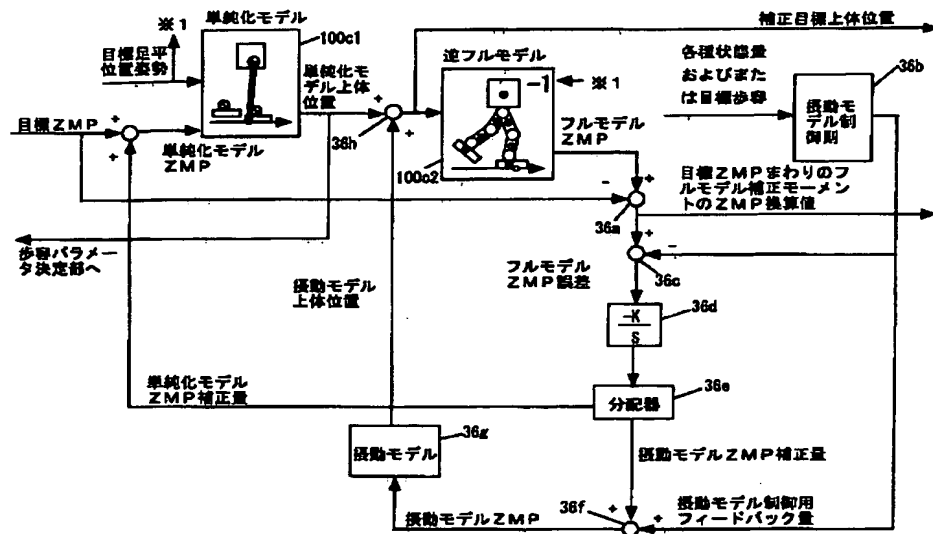 ※1
目標足平
位置姿勢
単純化モデル
100c1
単純化モ
デル上体
位置
目標ZMP
+
+
単純化モデル
ZMP
+
+
36h
逆フルモデル
-1
※1
100c2
フルモデル
ZMP
補正目標上体位置
各種状態量
およびまた
は目標歩容
36b
摂動モ
デル制
御則
-
+
36a
目標ZMPまわりのフ
ルモデル補正モーメント
のZMP換算値
+
-
36c
フルモデル
ZMP誤差
歩容パラメー
タ決定部へ
摂動モデル
上体位置
-K
S
36d
単純化モデル
ZMP補正量
分配器
36e
摂動モデル
36g
摂動モデルZMP補正量
摂動モデルZMP
36f
+
+
摂動モデル制御用
フィードバック量